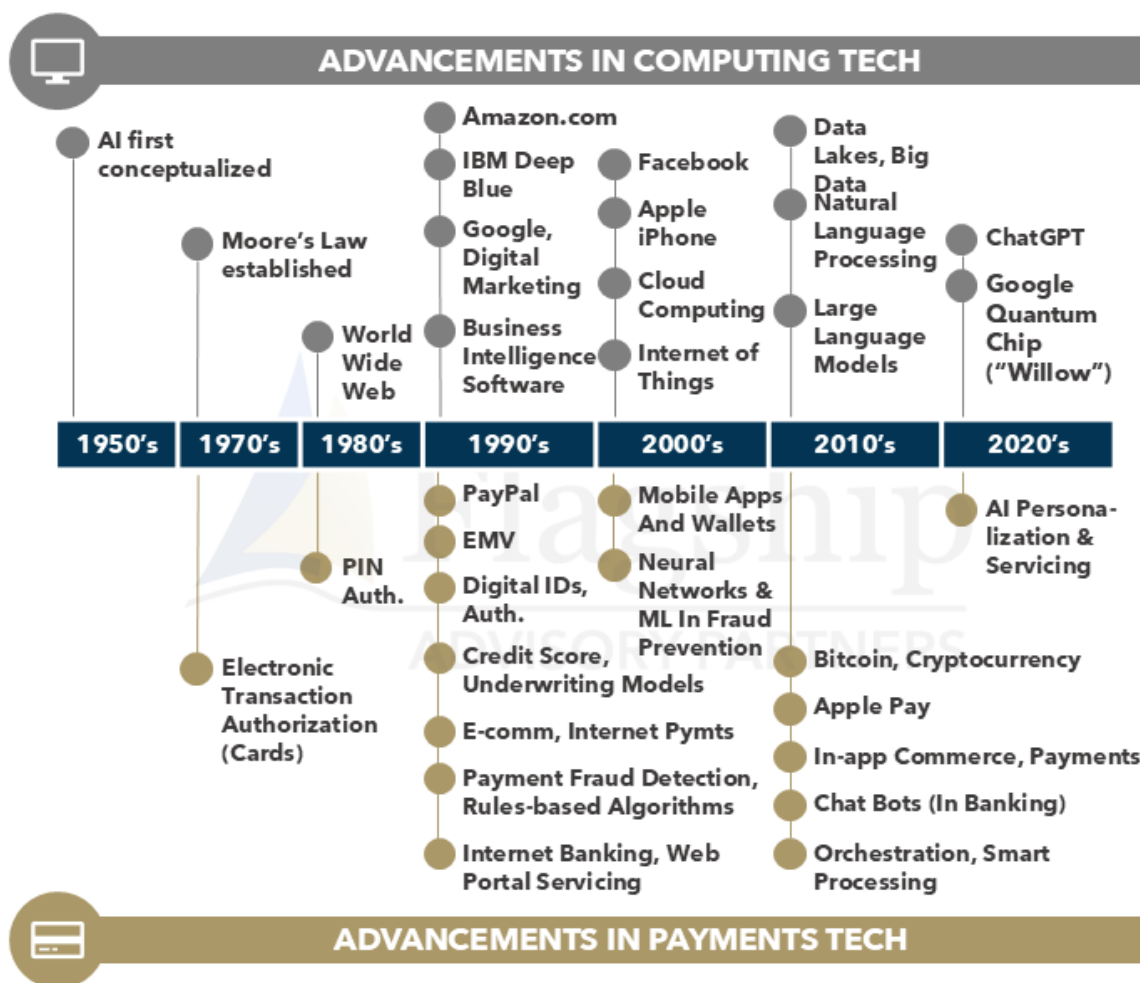 ADVANCEMENTS IN COMPUTING TECH
AI first
conceptualized
Moore's Law
established
World
Wide
Web
Amazon.com
IBM Deep
Blue
Google,
Digital
Marketing
Business
Intelligence
Software
Facebook
Apple
iPhone
Cloud
Computing
Internet of
Things
Data
Lakes, Big
Data
Natural
Language
Processing
Large
Language
Models
ChatGPT
Google
Quantum
Chip
("Willow")
1950's
1970's
1980's
1990's
2000's
2010's
2020's
Electronic
Transaction
Authorization
(Cards)
PIN
Auth.
PayPal
EMV
Digital IDs,
Auth.
Credit Score,
Underwriting Models
E-comm, Internet Pymts
Payment Fraud Detection,
Rules-based Algorithms
Internet Banking, Web
Portal Servicing
Mobile Apps
And Wallets
Neural
Networks &
ML In Fraud
Prevention
Bitcoin, Cryptocurrency
Apple Pay
In-app Commerce, Payments
Chat Bots (In Banking)
Orchestration, Smart
Processing
AI Persona-
lization &
Servicing
Flagship
ADVISORY PARTNERS
ADVANCEMENTS IN PAYMENTS TECH